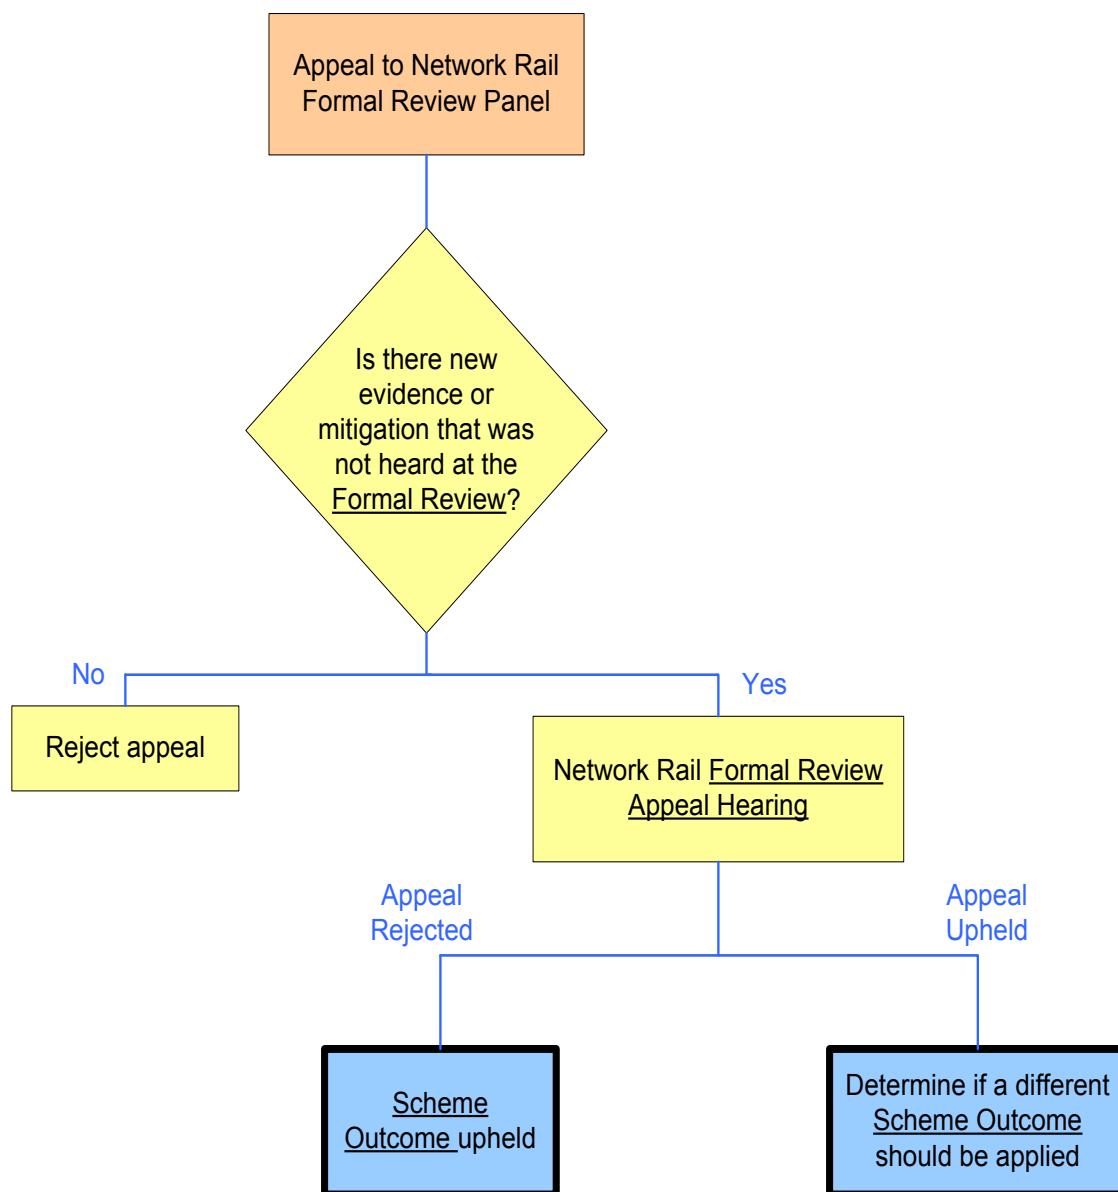 Appeal to Network Rail
Formal Review Panel
Is there new
evidence or
mitigation that was
not heard at the
Formal Review?
No
Yes
Reject appeal
Network Rail Formal Review
Appeal Hearing
Appeal
Rejected
Appeal
Upheld
Scheme
Outcome upheld
Determine if a different
Scheme Outcome
should be applied